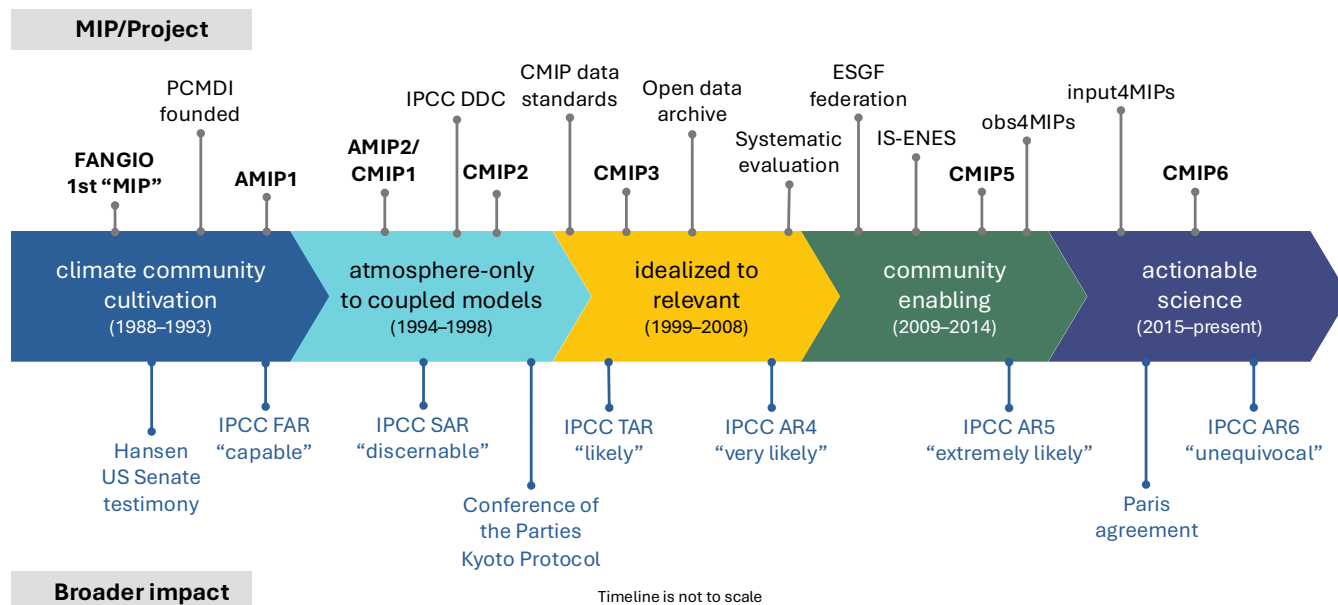 MIP/Project
PCMDI
founded
FANGIO
1st “MIP”
AMIP1
AMIP2/
CMIP1
IPCC DDC
CMIP2
CMIP data
standards
CMIP3
Open data
archive
Systematic
evaluation
ESGF
federation
IS-ENES
CMIP5
obs4MIPs
input4MIPs
CMIP6
climate community
cultivation
(1988–1993)
atmosphere-only
to coupled models
(1994–1998)
idealized to
relevant
(1999–2008)
community
enabling
(2009–2014)
actionable
science
(2015–present)
Hansen
US Senate
testimony
IPCC FAR
“capable”
IPCC SAR
“discernable”
Conference of
the Parties
Kyoto Protocol
IPCC TAR
“likely”
IPCC AR4
“very likely”
IPCC AR5
“extremely likely”
Paris
agreement
IPCC AR6
“unequivocal”
Broader impact
Timeline is not to scale